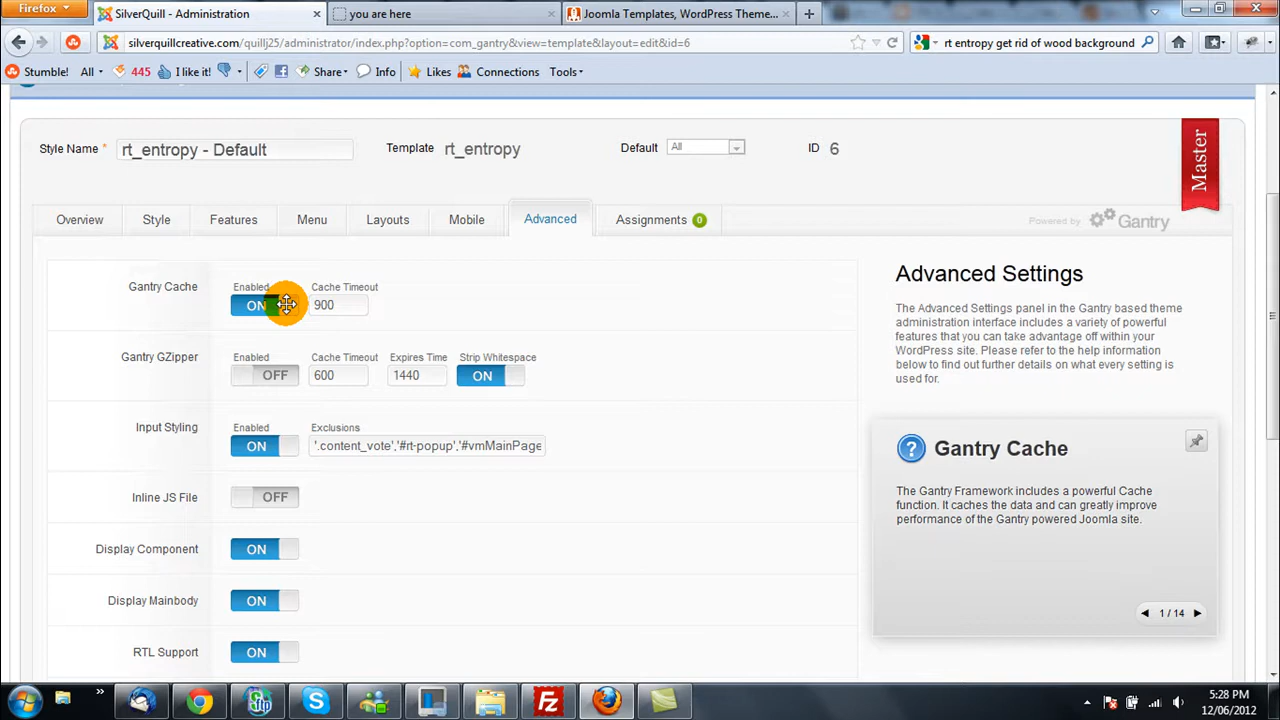 Firefox
SilverQuill - Administration
you are here
Joomla Templates, WordPress Theme...
silverquillcreative.com/quillj25/administrator/index.php?option=com_gantry&view=template&layout=edit&id=6
rt entropy get rid of wood background
Stumble! All 445 I like it! Share Info Likes Connections Tools
Style Name * rt_entropy - Default Template rt_entropy Default All ID 6
Master
Overview Style Features Menu Layouts Mobile Advanced Assignments 0 Powered by Gantry
Gantry Cache Enabled Cache Timeout
ON 900
Gantry GZipper Enabled Cache Timeout Expires Time Strip Whitespace
OFF 600 1440 ON
Input Styling Enabled Exclusions
ON '.content_vote','#rt-popup','#vmMainPage
Inline JS File OFF
Display Component ON
Display Mainbody ON
RTL Support ON
Advanced Settings
The Advanced Settings panel in the Gantry based theme
administration interface includes a variety of powerful
features that you can take advantage off within your
WordPress site. Please refer to the help information
below to find out further details on what every setting is
used for.
Gantry Cache
The Gantry Framework includes a powerful Cache
function. It caches the data and can greatly improve
performance of the Gantry powered Joomla site.
1 / 14
5:28 PM
12/06/2012